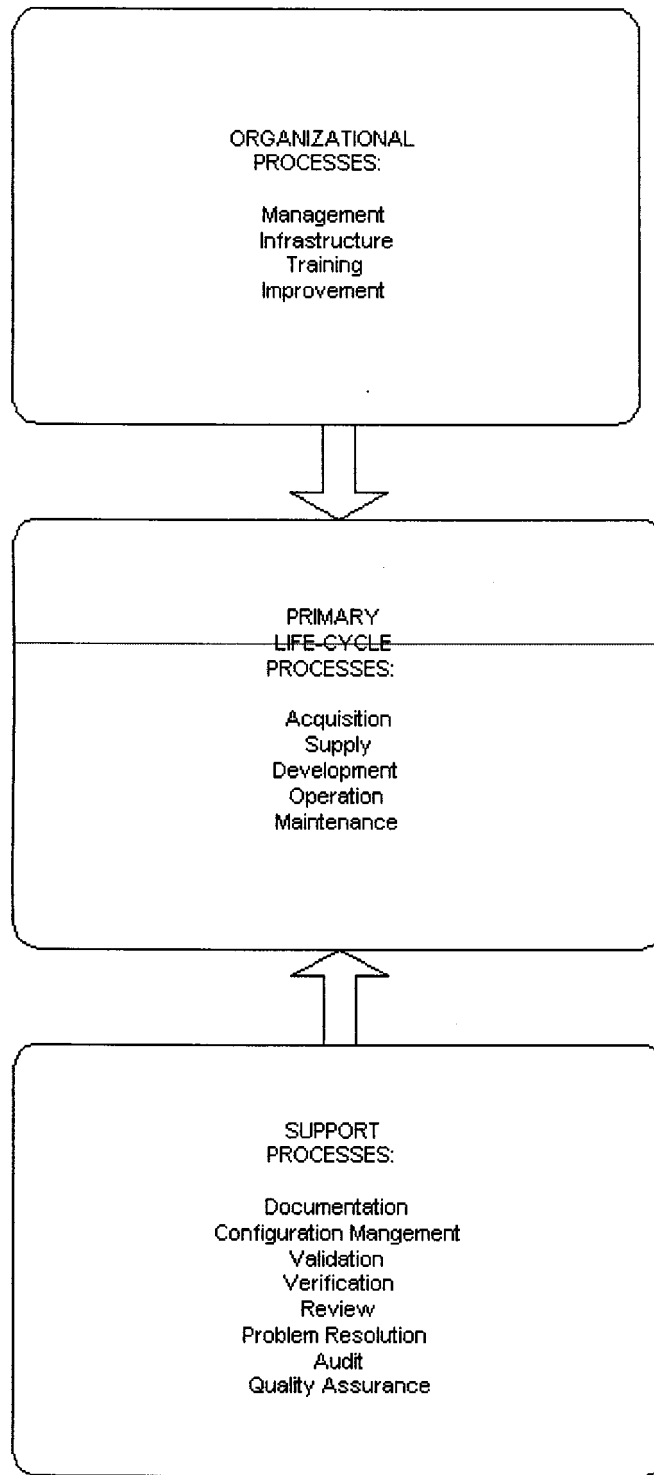 ORGANIZATIONAL
PROCESSES:
Management
Infrastructure
Training
Improvement
PRIMARY
LIFE-CYCLE
PROCESSES:
Acquisition
Supply
Development
Operation
Maintenance
SUPPORT
PROCESSES:
Documentation
Configuration Mangement
Validation
Verification
Review
Problem Resolution
Audit
Quality Assurance